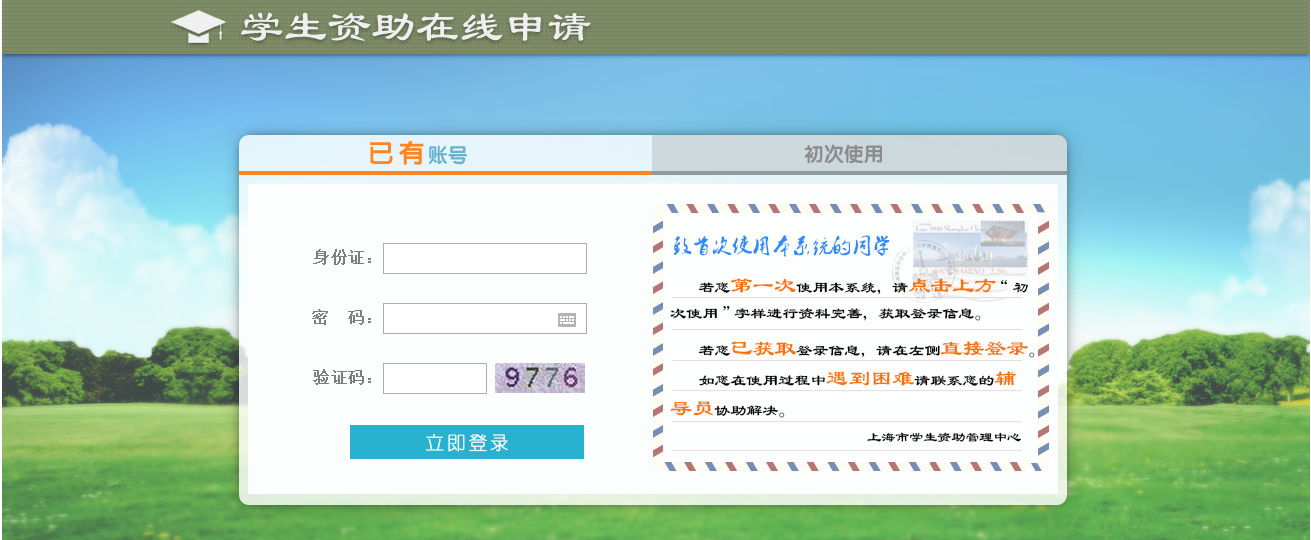 学生资助在线申请
已有账号
初次使用
身份证：
密 码：
验证码：
9776
立即登录
致首次使用本系统的同学
若您第一次使用本系统，请点击上方“初
次使用”字样进行资料完善，获取登录信息。
若您已获取登录信息，请在左侧直接登录。
如您在使用过程中遇到困难请联系您的辅
导员协助解决。
上海市学生资助管理中心